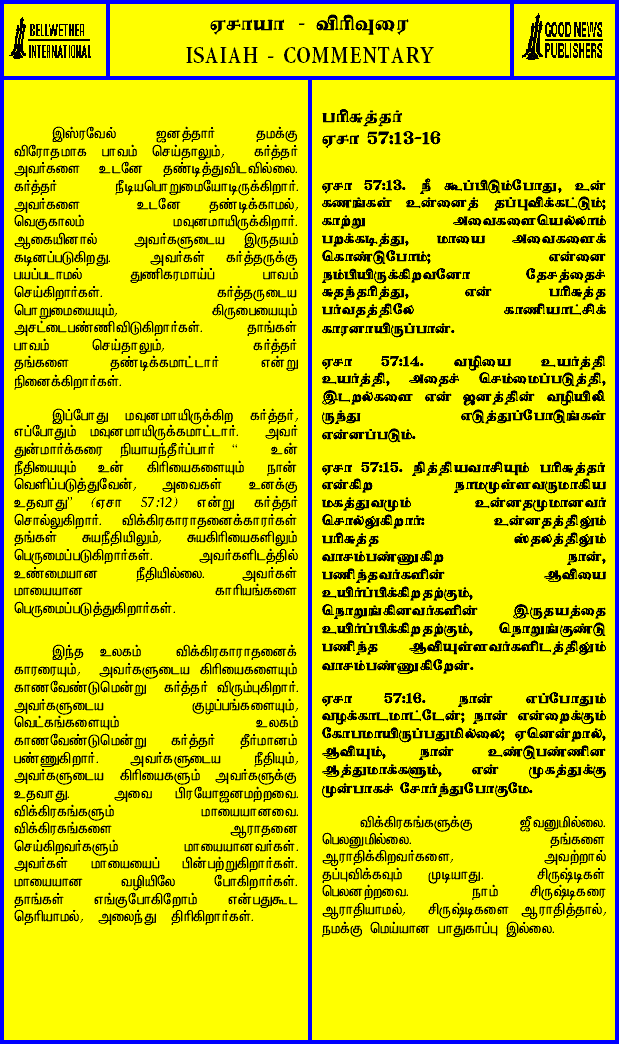 BELLWETHER
INTERNATIONAL
ஏசாயா - விரிவுரை
ISAIAH - COMMENTARY
GOOD NEWS
PUBLISHERS
இஸ்ரவேல் ஜனத்தார் தமக்கு
விரோதமாக பாவம் செய்தாலும், கர்த்தர்
அவர்களை உடனே தண்டித்துவிடவில்லை.
கர்த்தர் நீடியபொறுமையோடிருக்கிறார்.
அவர்களை உடனே தண்டிக்காமல்,
வெகுகாலம் மவுனமாயிருக்கிறார்.
ஆகையினால் அவர்களுடைய இருதயம்
கடினப்படுகிறது. அவர்கள் கர்த்தருக்கு
பயப்படாமல் துணிகரமாய்ப் பாவம்
செய்கிறார்கள். கர்த்தருடைய
பொறுமையையும், கிருபையையும்
அசட்டைபண்ணிவிடுகிறார்கள். தாங்கள்
பாவம் செய்தாலும், கர்த்தர்
தங்களை தண்டிக்கமாட்டார் என்று
நினைக்கிறார்கள்.
இப்போது மவுனமாயிருக்கிற கர்த்தர்,
எப்போதும் மவுனமாயிருக்கமாட்டார். அவர்
துன்மார்க்கரை நியாயந்தீர்ப்பார் “ உன்
நீதியையும் உன் கிரியைகளையும் நான்
வெளிப்படுத்துவேன், அவைகள் உனக்கு
உதவாது” (ஏசா 57:12) என்று கர்த்தர்
சொல்லுகிறார். விக்கிரகாராதனைக்காரர்கள்
தங்கள் சுயநீதியிலும், சுயகிரியைகளிலும்
பெருமைப்படுகிறார்கள். அவர்களிடத்தில்
உண்மையான நீதியில்லை. அவர்கள்
மாயையான காரியங்களை
பெருமைப்படுத்துகிறார்கள்.
இந்த உலகம் விக்கிரகாராதனைக்
காரரையும், அவர்களுடைய கிரியைகளையும்
காணவேண்டுமென்று கர்த்தர் விரும்புகிறார்.
அவர்களுடைய குழப்பங்களையும்,
வெட்கங்களையும் உலகம்
காணவேண்டுமென்று கர்த்தர் தீர்மானம்
பண்ணுகிறார். அவர்களுடைய நீதியும்,
அவர்களுடைய கிரியைகளும் அவர்களுக்கு
உதவாது. அவை பிரயோஜனமற்றவை.
விக்கிரகங்களும் மாயையானவை.
விக்கிரகங்களை ஆராதனை
செய்கிறவர்களும் மாயையானவர்கள்.
அவர்கள் மாயையைப் பின்பற்றுகிறார்கள்.
மாயையான வழியிலே போகிறார்கள்.
தாங்கள் எங்குபோகிறோம் என்பதுகூட
தெரியாமல், அலைந்து திரிகிறார்கள்.
பரிசுத்தர்
ஏசா 57:13-16
ஏசா 57:13. நீ கூப்பிடும்போது, உன்
கணங்கள் உன்னைத் தப்புவிக்கட்டும்;
காற்று அவைகளையெல்லாம்
பறக்கடித்து, மாயை அவைகளைக்
கொண்டுபோம்; என்னை
நம்பியிருக்கிறவனோ தேசத்தைச்
சுதந்தரித்து, என் பரிசுத்த
பர்வதத்திலே காணியாட்சிக்
காரனாயிருப்பான்.
ஏசா 57:14. வழியை உயர்த்தி
உயர்த்தி, அதைச் செம்மைப்படுத்தி,
இடறல்களை என் ஜனத்தின் வழியிலி
ருந்து எடுத்துப்போடுங்கள்
என்னப்படும்.
ஏசா 57:15. நித்தியவாசியும் பரிசுத்தர்
என்கிற நாமமுள்ளவருமாகிய
மகத்துவமும் உன்னதமுமானவர்
சொல்லுகிறார்: உன்னதத்திலும்
பரிசுத்த ஸ்தலத்திலும்
வாசம்பண்ணுகிற நான்,
பணிந்தவர்களின் ஆவியை
உயிர்ப்பிக்கிறதற்கும்,
நொறுங்கினவர்களின் இருதயத்தை
உயிர்ப்பிக்கிறதற்கும், நொறுங்குண்டு
பணிந்த ஆவியுள்ளவர்களிடத்திலும்
வாசம்பண்ணுகிறேன்.
ஏசா 57:16. நான் எப்போதும்
வழக்காடமாட்டேன்; நான் என்றைக்கும்
கோபமாயிருப்பதுமில்லை; ஏனென்றால்,
ஆவியும், நான் உண்டுபண்ணின
ஆத்துமாக்களும், என் முகத்துக்கு
முன்பாகச் சோர்ந்துபோகுமே.
விக்கிரகங்களுக்கு ஜீவனுமில்லை.
பெலனுமில்லை. தங்களை
ஆராதிக்கிறவர்களை, அவற்றால்
தப்புவிக்கவும் முடியாது. சிருஷ்டிகள்
பெலனற்றவை. நாம் சிருஷ்டிகரை
ஆராதியாமல், சிருஷ்டிகளை ஆராதித்தால்,
நமக்கு மெய்யான பாதுகாப்பு இல்லை.